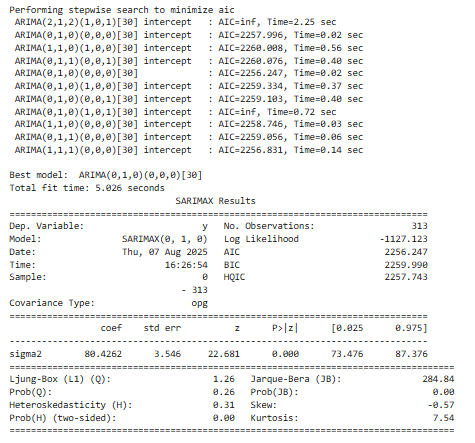 Performing stepwise search to minimize aic
ARIMA(2,1,2)(1,0,1)[30] intercept : AIC=inf, Time=2.25 sec
ARIMA(0,1,0)(0,0,0)[30] intercept : AIC=2257.996, Time=0.02 sec
ARIMA(1,1,0)(1,0,0)[30] intercept : AIC=2260.008, Time=0.56 sec
ARIMA(0,1,1)(0,0,1)[30] intercept : AIC=2260.076, Time=0.40 sec
ARIMA(0,1,0)(0,0,0)[30] : AIC=2256.247, Time=0.02 sec
ARIMA(0,1,0)(1,0,0)[30] intercept : AIC=2259.334, Time=0.37 sec
ARIMA(0,1,0)(0,0,1)[30] intercept : AIC=2259.103, Time=0.40 sec
ARIMA(0,1,0)(1,0,1)[30] intercept : AIC=inf, Time=0.72 sec
ARIMA(1,1,0)(0,0,0)[30] intercept : AIC=2258.746, Time=0.03 sec
ARIMA(0,1,1)(0,0,0)[30] intercept : AIC=2259.056, Time=0.06 sec
ARIMA(1,1,1)(0,0,0)[30] intercept : AIC=2256.831, Time=0.14 sec
Best model: ARIMA(0,1,0)(0,0,0)[30]
Total fit time: 5.026 seconds
SARIMAX Results
==============================================================================
Dep. Variable: y No. Observations: 313
Model: SARIMAX(0, 1, 0) Log Likelihood -1127.123
Date: Thu, 07 Aug 2025 AIC 2256.247
Time: 16:26:54 BIC 2259.990
Sample: 0 HQIC 2257.743
- 313
Covariance Type: opg
==============================================================================
coef std err z P>|z| [0.025 0.975]
------------------------------------------------------------------------------
sigma2 80.4262 3.546 22.681 0.000 73.476 87.376
===================================================================================
Ljung-Box (L1) (Q): 1.26 Jarque-Bera (JB): 284.84
Prob(Q): 0.26 Prob(JB): 0.00
Heteroskedasticity (H): 0.31 Skew: -0.57
Prob(H) (two-sided): 0.00 Kurtosis: 7.54
===================================================================================